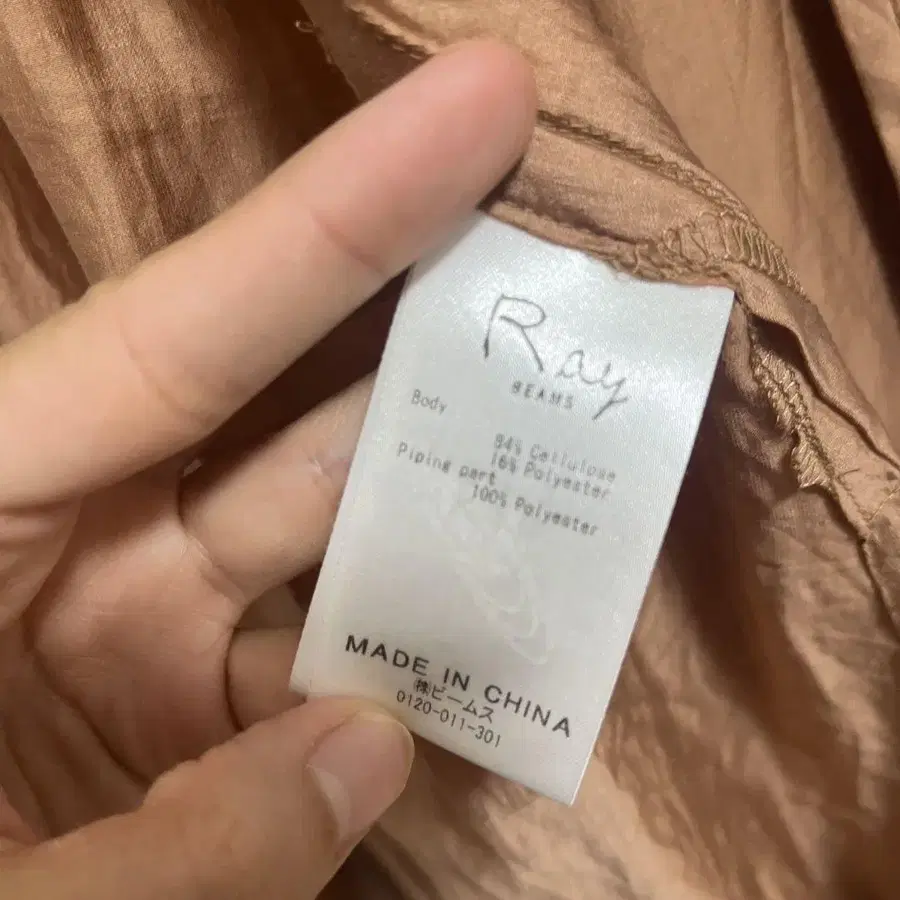 Ray
BEAMS
Body
84% Cellulose
16% Polyester
Piping part
100% Polyester
MADE IN CHINA
㈱ビームス
0120-011-301